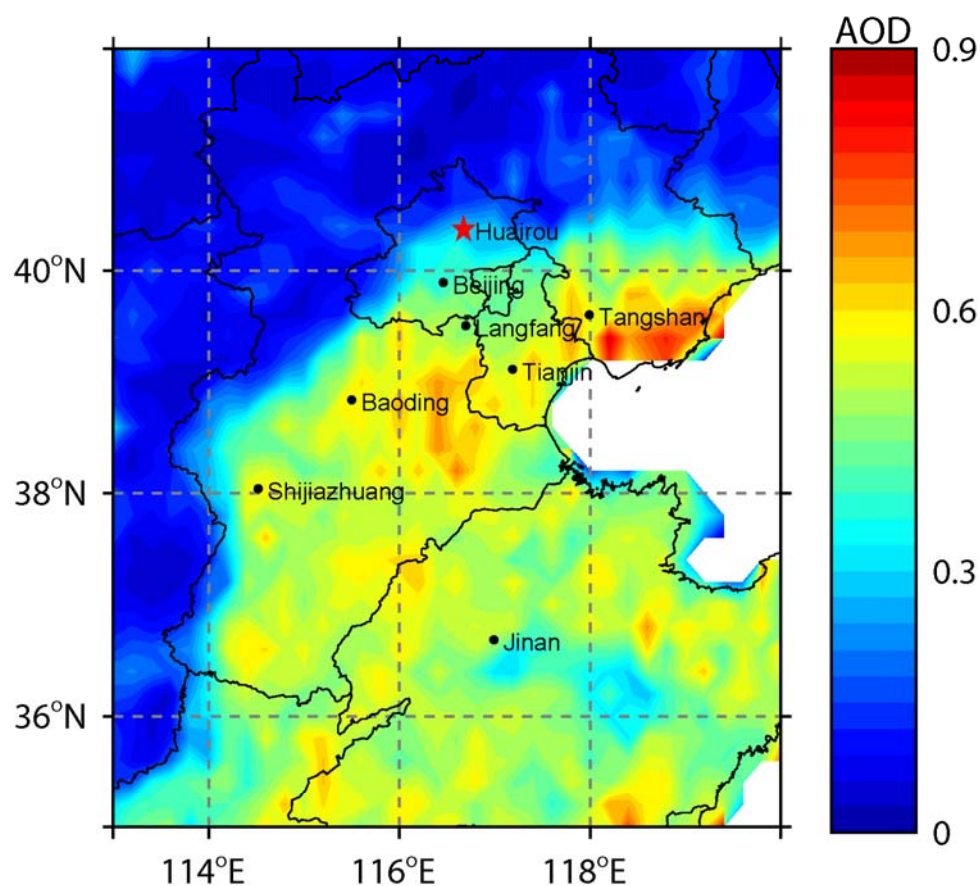 AOD
0.9
Huairou
40°N
Beijing
Langfang
Tangshan
0.6
Tianjin
Baoding
38°N
Shijiazhuang
0.3
Jinan
36°N
0
114°E
116°E
118°E